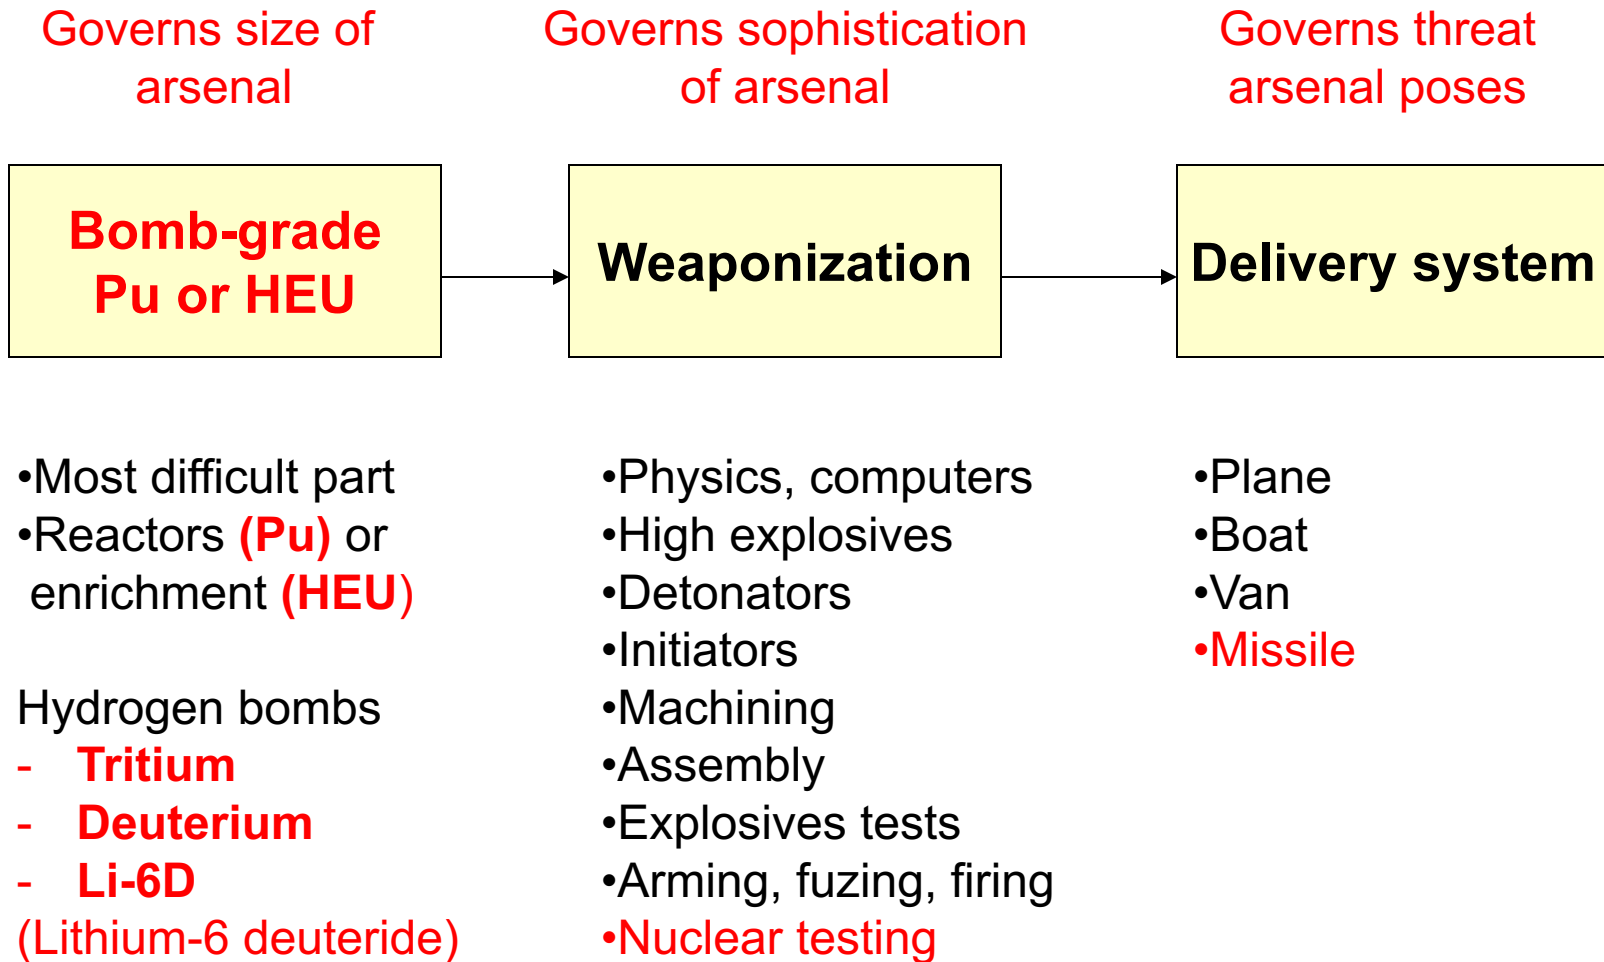 Governs size of
arsenal
Governs sophistication
of arsenal
Governs threat
arsenal poses
Bomb-grade
Pu or HEU
Weaponization
Delivery system
•Most difficult part
•Reactors (Pu) or
enrichment (HEU)
Hydrogen bombs
- Tritium
- Deuterium
- Li-6D
(Lithium-6 deuteride)
•Physics, computers
•High explosives
•Detonators
•Initiators
•Machining
•Assembly
•Explosives tests
•Arming, fuzing, firing
•Nuclear testing
•Plane
•Boat
•Van
•Missile